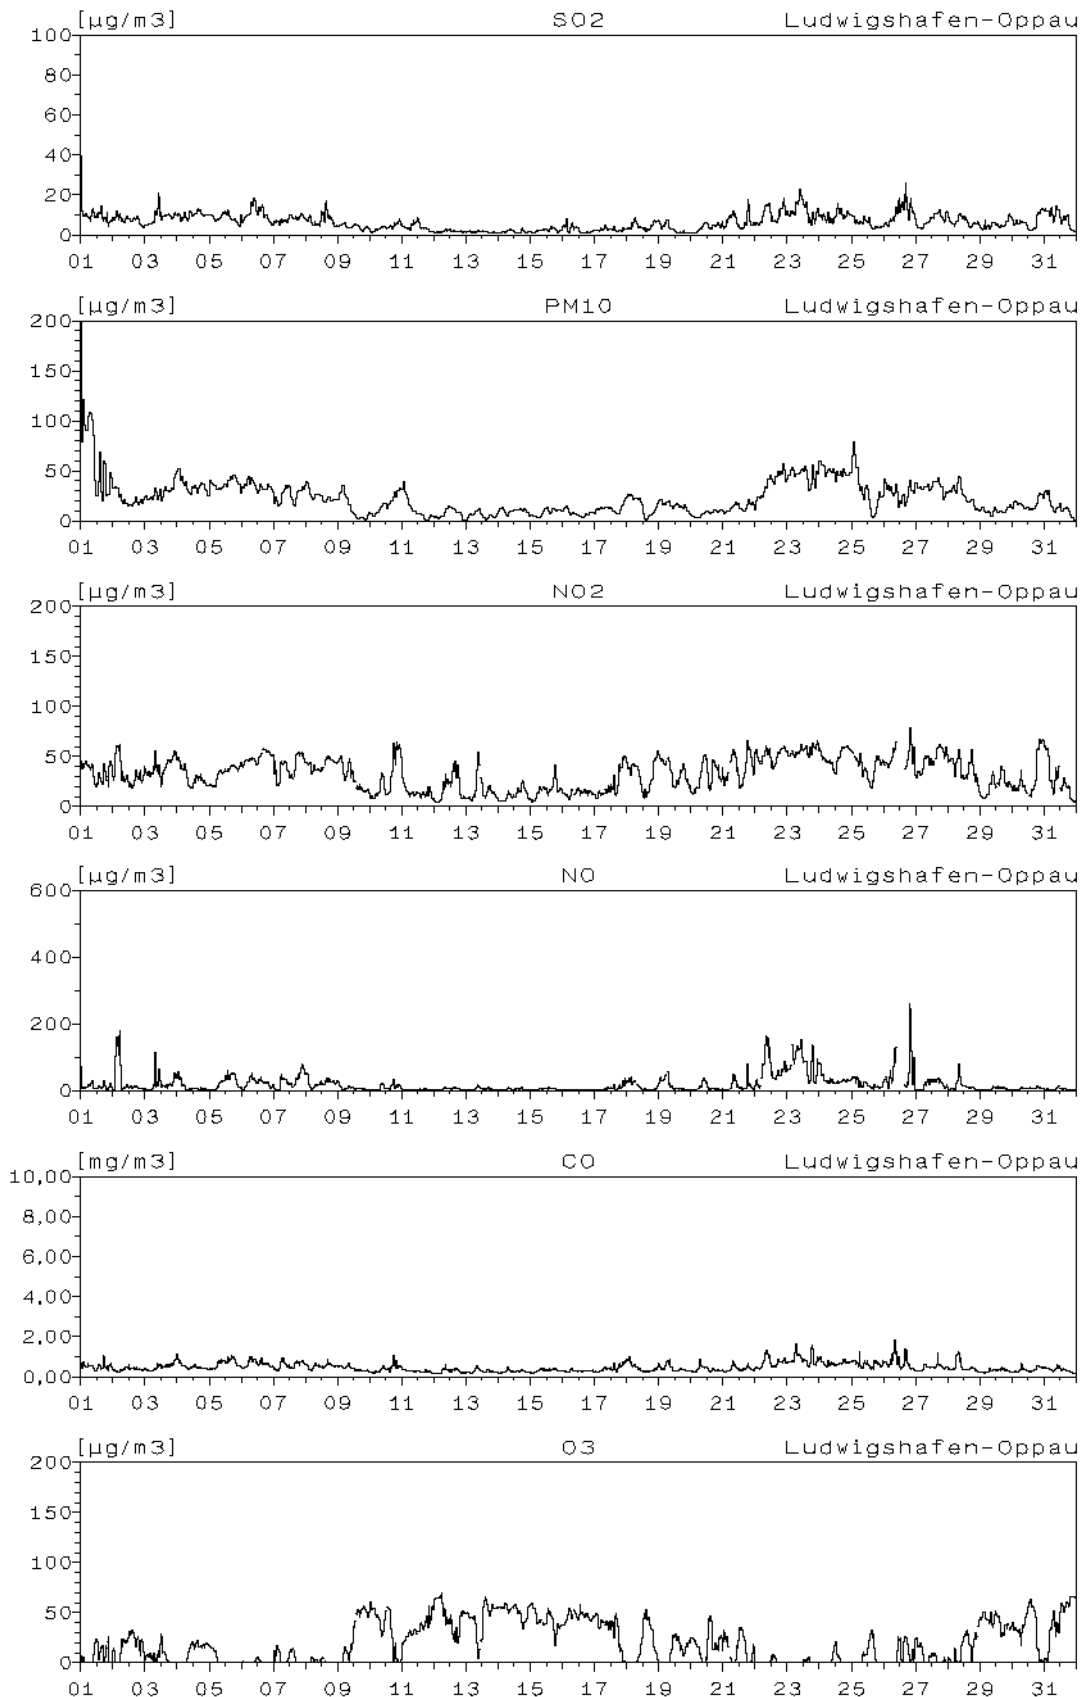 [µg/m3] SO2 Ludwigshafen-Oppau
100
80
60
40
20
0
01 03 05 07 09 11 13 15 17 19 21 23 25 27 29 31
[µg/m3] PM10 Ludwigshafen-Oppau
200
150
100
50
0
01 03 05 07 09 11 13 15 17 19 21 23 25 27 29 31
[µg/m3] NO2 Ludwigshafen-Oppau
200
150
100
50
0
01 03 05 07 09 11 13 15 17 19 21 23 25 27 29 31
[µg/m3] NO Ludwigshafen-Oppau
600
400
200
0
01 03 05 07 09 11 13 15 17 19 21 23 25 27 29 31
[mg/m3] CO Ludwigshafen-Oppau
10,00
8,00
6,00
4,00
2,00
0,00
01 03 05 07 09 11 13 15 17 19 21 23 25 27 29 31
[µg/m3] O3 Ludwigshafen-Oppau
200
150
100
50
0
01 03 05 07 09 11 13 15 17 19 21 23 25 27 29 31